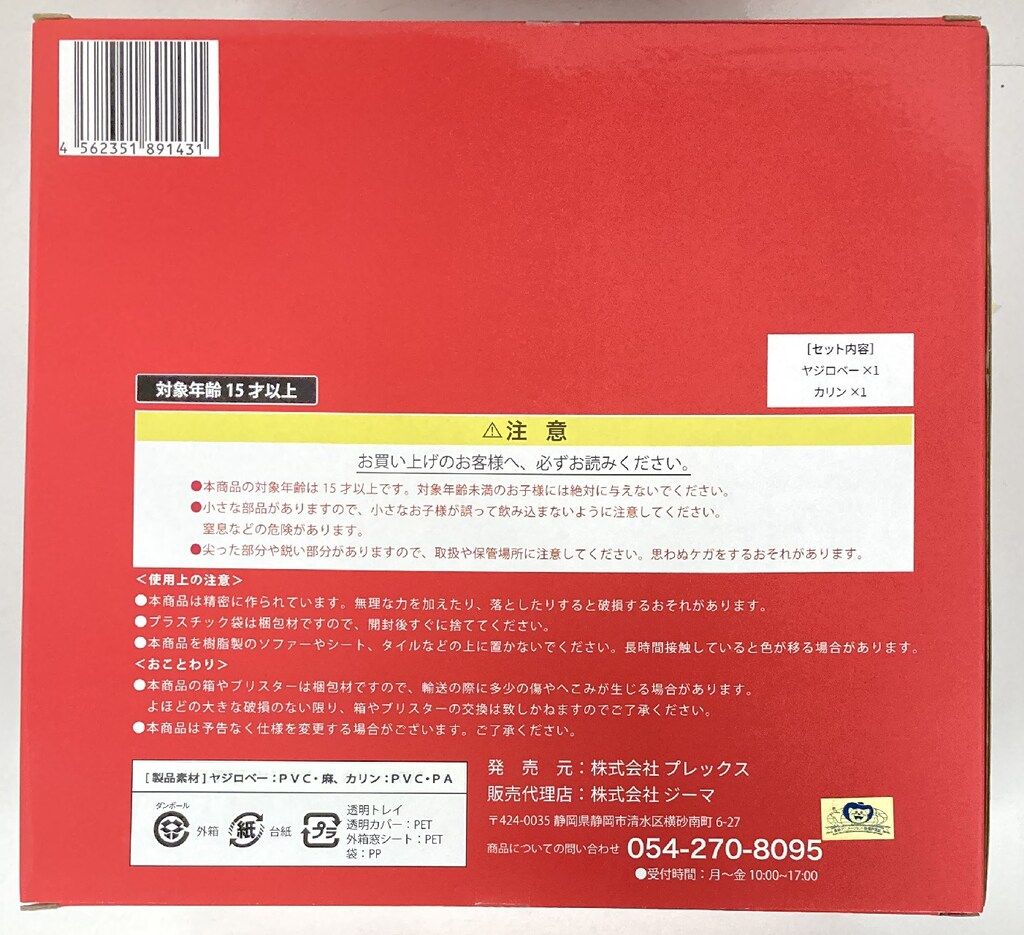 4 562351 891431
[セット内容]
ヤジロベー ×1
カリン ×1
対象年齢 15 才以上
⚠注 意
お買い上げのお客様へ、必ずお読みください。
●本商品の対象年齢は 15 才以上です。対象年齢未満のお子様には絶対に与えないでください。
●小さな部品がありますので、小さなお子様が誤って飲み込まないように注意してください。
窒息などの危険があります。
●尖った部分や鋭い部分がありますので、取扱や保管場所に注意してください。思わぬケガをするおそれがあります。
＜使用上の注意＞
●本商品は精密に作られています。無理な力を加えたり、落としたりすると破損するおそれがあります。
●プラスチック袋は梱包材ですので、開封後すぐに捨ててください。
●本商品を樹脂製のソファーやシート、タイルなどの上に置かないでください。長時間接触していると色が移る場合があります。
＜おことわり＞
●本商品の箱やブリスターは梱包材ですので、輸送の際に多少の傷やへこみが生じる場合があります。
よほどの大きな破損のない限り、箱やブリスターの交換は致しかねますのでご了承ください。
●本商品は予告なく仕様を変更する場合がございます。ご了承ください。
[製品素材] ヤジロベー：PVC・麻、カリン：PVC・PA
ダンボール
外箱
紙
台紙
プラ
透明トレイ
透明カバー：PET
外箱窓シート：PET
袋：PP
発 売 元：株式会社 プレックス
販売代理店：株式会社 ジーマ
〒424-0035 静岡県静岡市清水区横砂南町 6-27
商品についての問い合わせ 054-270-8095
●受付時間：月〜金 10:00~17:00